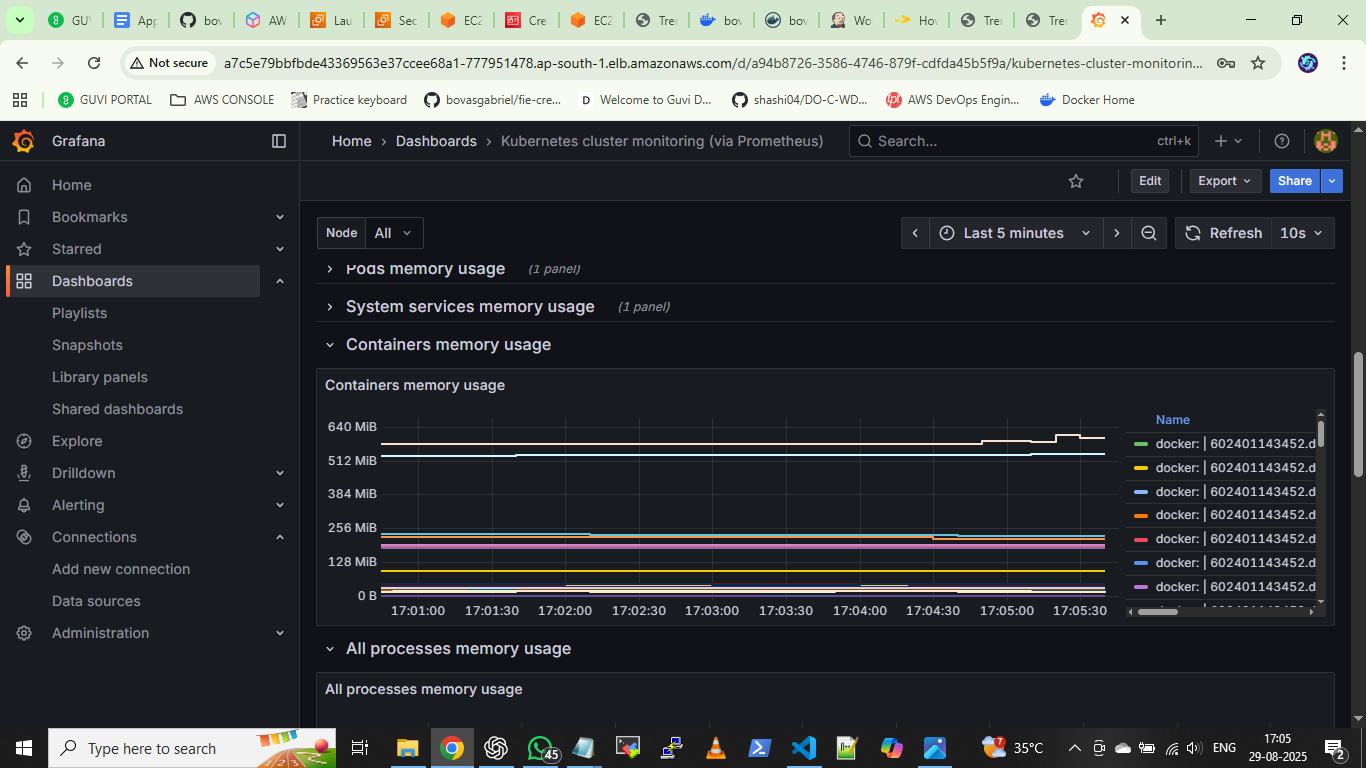 GUV
App
bov
AW
Lau
Sec
EC2
Cre
EC2
Tre
bov
bov
Wo
Hov
Tre
Tre
Not secure
a7c5e79bbfbde43369563e37ccee68a1-777951478.ap-south-1.elb.amazonaws.com/d/a94b8726-3586-4746-879f-cdfda45b5f9a/kubernetes-cluster-monitorin...
GUVI PORTAL
AWS CONSOLE
Practice keyboard
bovasgabriel/fie-cre...
Welcome to Guvi D...
shashi04/DO-C-WD...
AWS DevOps Engin...
Docker Home
Grafana
Home › Dashboards › Kubernetes cluster monitoring (via Prometheus)
Search...
ctrl+k
Edit
Export
Share
Home
Bookmarks
Starred
Dashboards
Playlists
Snapshots
Library panels
Shared dashboards
Explore
Drilldown
Alerting
Connections
Add new connection
Data sources
Administration
Node
All
Last 5 minutes
Refresh
10s
Pods memory usage (1 panel)
System services memory usage (1 panel)
Containers memory usage
Containers memory usage
640 MiB
512 MiB
384 MiB
256 MiB
128 MiB
0 B
17:01:00 17:01:30 17:02:00 17:02:30 17:03:00 17:03:30 17:04:00 17:04:30 17:05:00 17:05:30
Name
docker: | 602401143452.d
docker: | 602401143452.d
docker: | 602401143452.d
docker: | 602401143452.d
docker: | 602401143452.d
docker: | 602401143452.d
docker: | 602401143452.d
All processes memory usage
All processes memory usage
Type here to search
45
7
35°C
ENG
17:05
29-08-2025
2